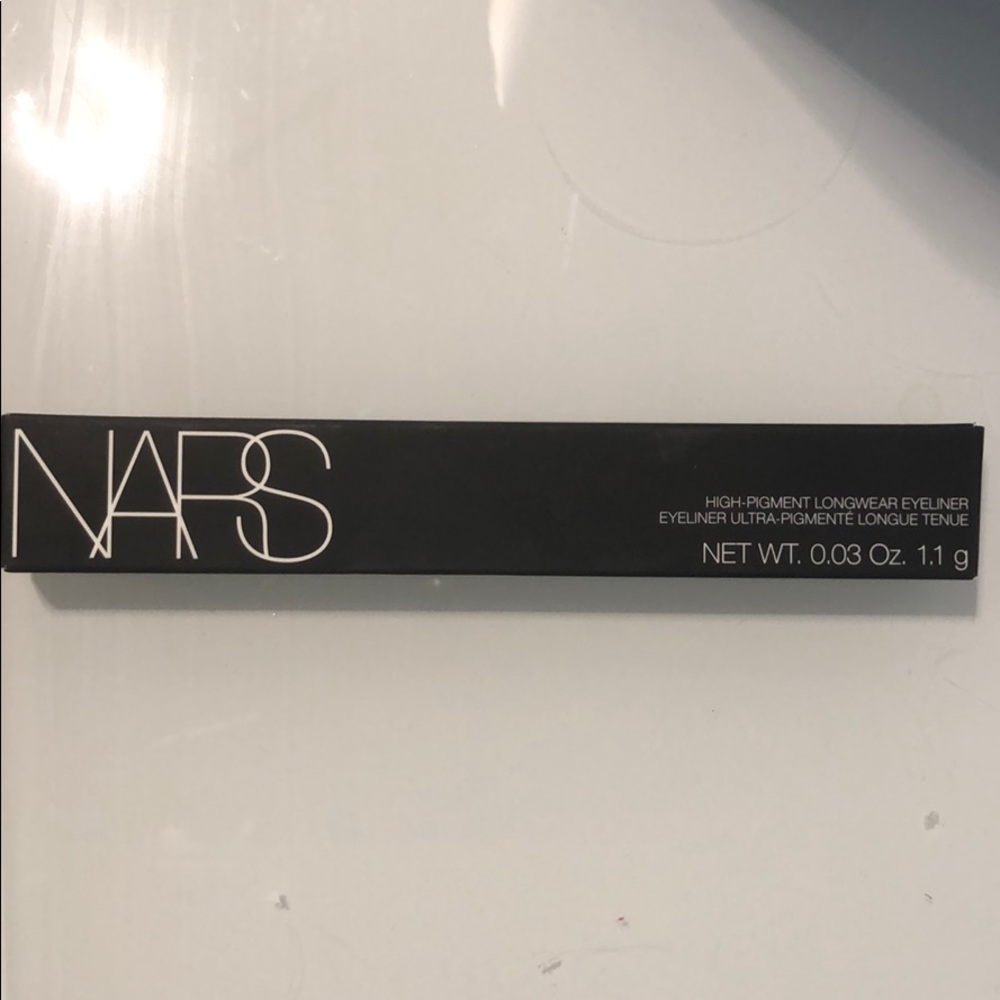 NARS
HIGH-PIGMENT LONGWEAR EYELINER
EYELINER ULTRA-PIGMENTÉ LONGUE TENUE
NET WT. 0.03 Oz. 1.1 g